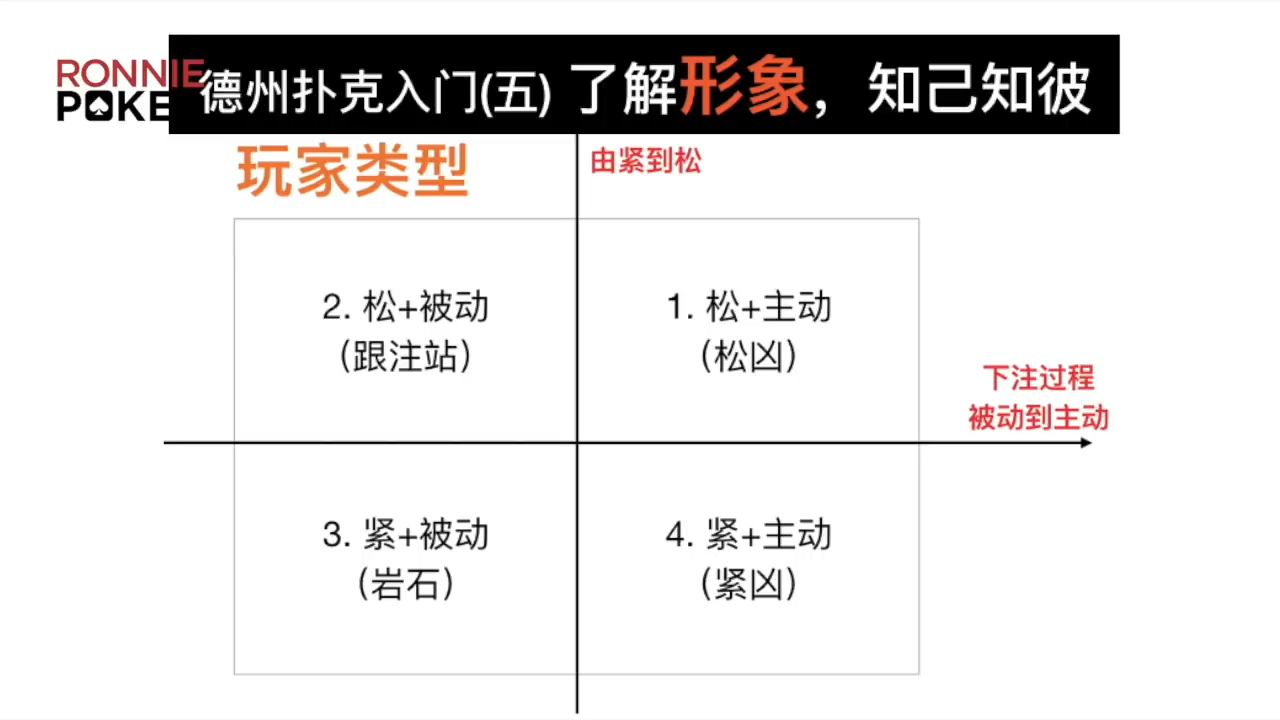 RONNIE
POKE
德州扑克入门(五) 了解形象，知己知彼
玩家类型
由紧到松
2. 松+被动
（跟注站）
1. 松+主动
（松凶）
下注过程
被动到主动
3. 紧+被动
（岩石）
4. 紧+主动
（紧凶）